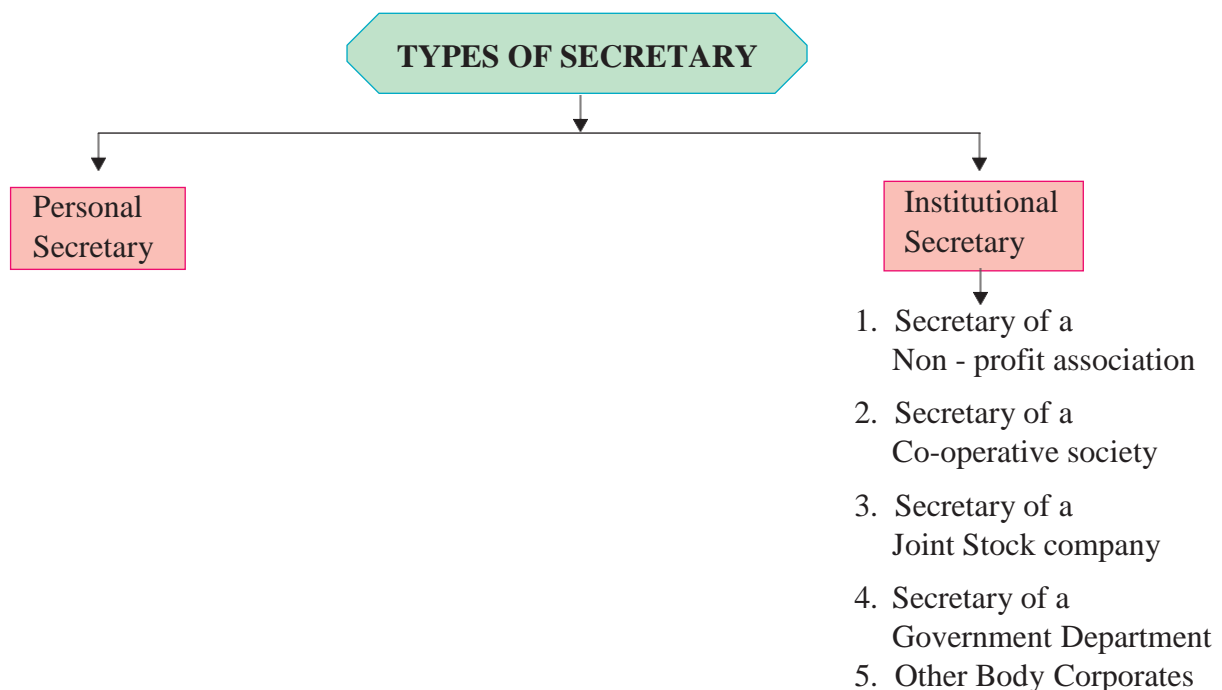 TYPES OF SECRETARY
Personal
Secretary
Institutional
Secretary
1. Secretary of a
Non - profit association
2. Secretary of a
Co-operative society
3. Secretary of a
Joint Stock company
4. Secretary of a
Government Department
5. Other Body Corporates